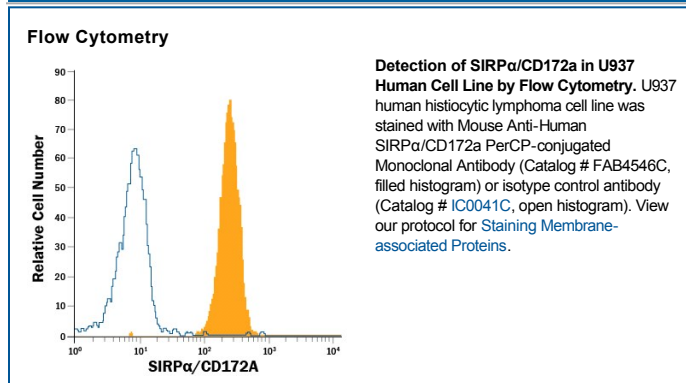 Flow Cytometry
Detection of SIRPα/CD172a in U937
Human Cell Line by Flow Cytometry. U937
human histiocytic lymphoma cell line was
stained with Mouse Anti-Human
SIRPα/CD172a PerCP-conjugated
Monoclonal Antibody (Catalog # FAB4546C,
filled histogram) or isotype control antibody
(Catalog # IC0041C, open histogram). View
our protocol for Staining Membrane-
associated Proteins.
Relative Cell Number
90
80
70
60
50
40
30
20
10
0
10⁰ 10¹ 10² 10³ 10⁴
SIRPα/CD172A